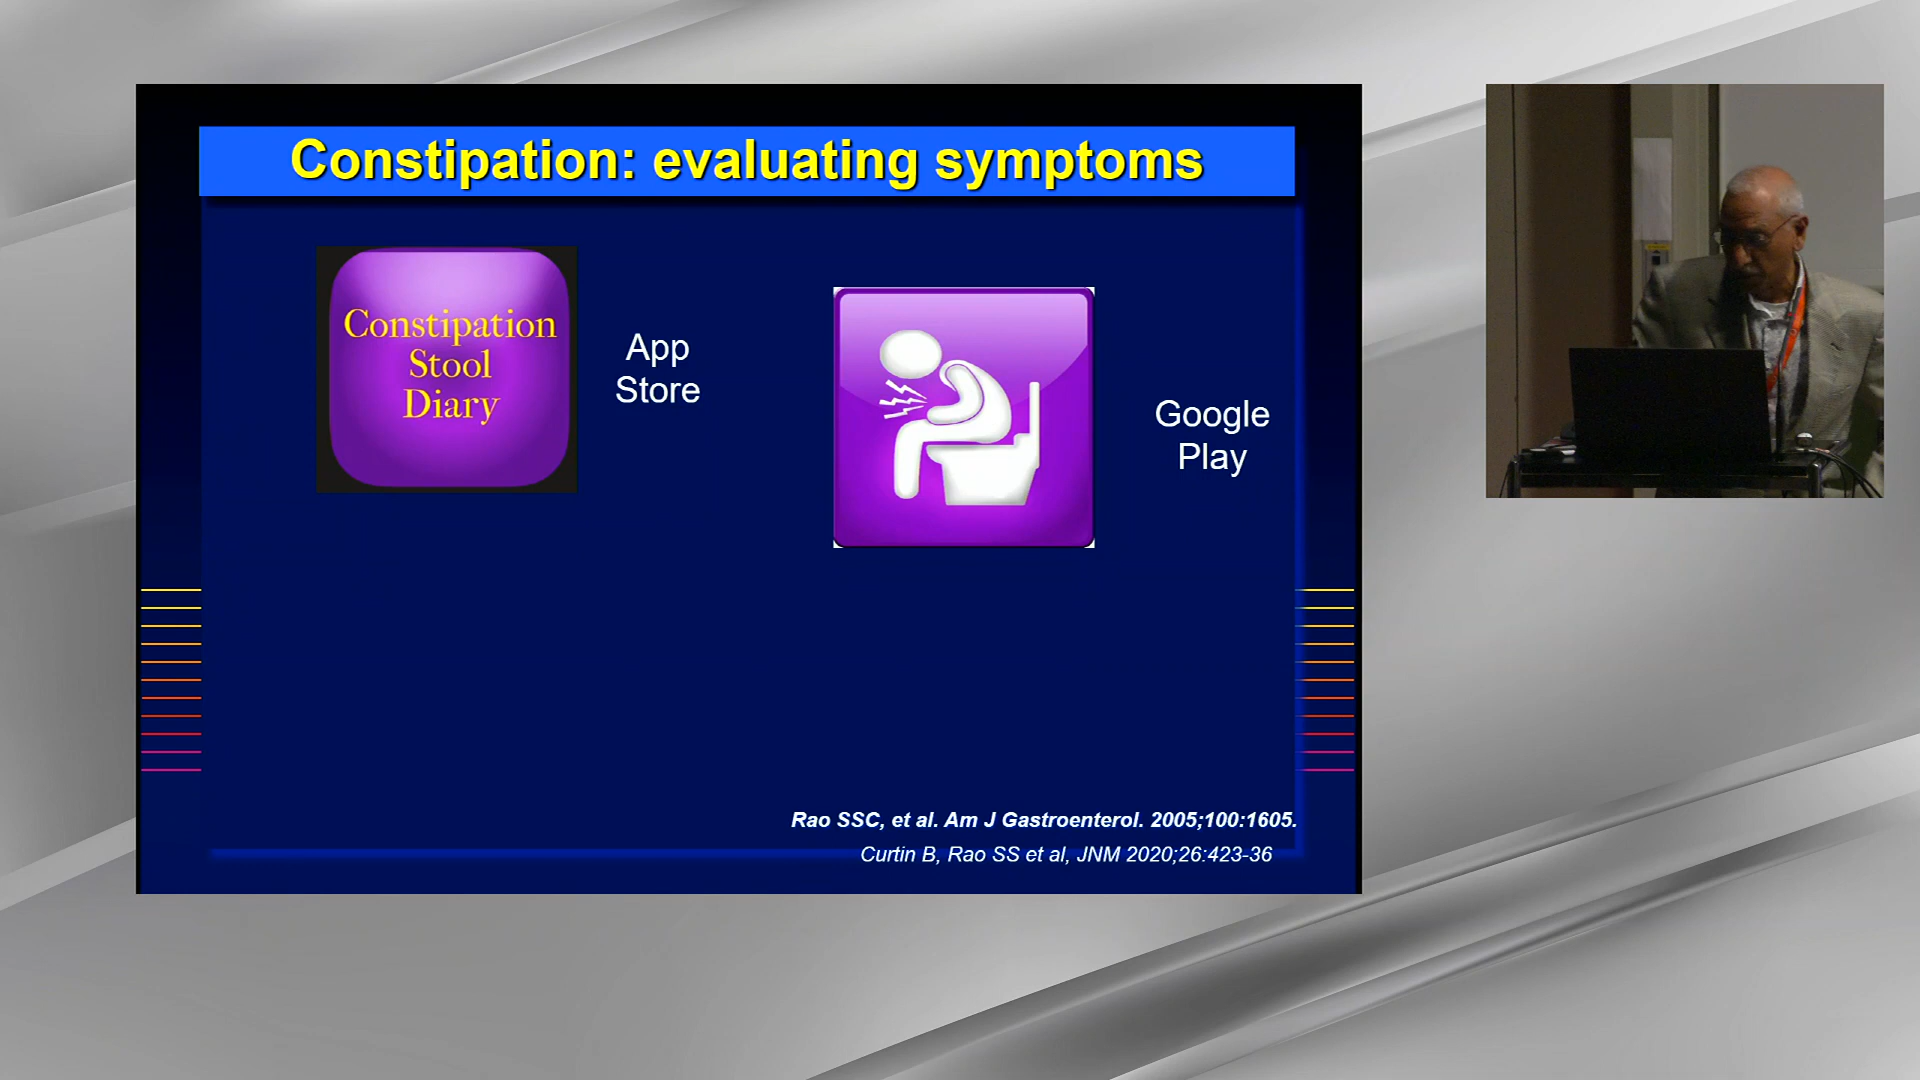 Constipation: evaluating symptoms
Constipation
Stool
Diary
App
Store
Google
Play
Rao SSC, et al. Am J Gastroenterol. 2005;100:1605.
Curtin B, Rao SS et al, JNM 2020;26:423-36